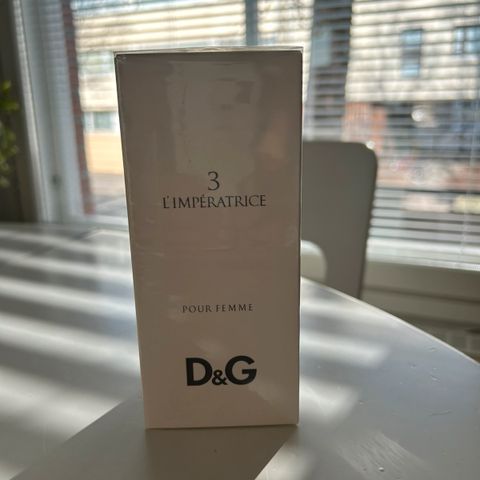 3
L'IMPÉRATRICE
POUR FEMME
D&G